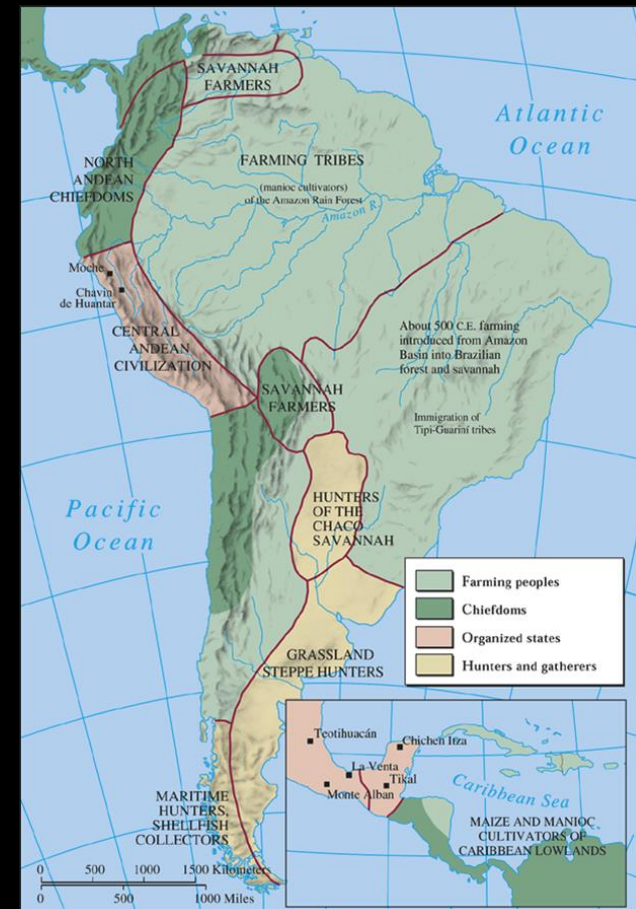 SAVANNAH
FARMERS
Atlantic
Ocean
NORTH
ANDEAN
CHIEFDOMS
FARMING TRIBES
(manioc cultivators)
of the Amazon Rain Forest
Amazon R.
Moche
Chavin
de Huantar
CENTRAL
ANDEAN
CIVILIZATION
About 500 C.E. farming
introduced from Amazon
Basin into Brazilian
forest and savannah
SAVANNAH
FARMERS
Immigration of
Tipi-Guarini tribes
Pacific
Ocean
HUNTERS
OF THE
CHACO
SAVANNAH
Farming peoples
Chiefdoms
Organized states
Hunters and gatherers
GRASSLAND
STEPPE HUNTERS
Teotihuacán
Chichen Itza
La Venta
Tikal
Monte Alban
Caribbean Sea
MAIZE AND MANIOC
CULTIVATORS OF
CARIBBEAN LOWLANDS
MARITIME
HUNTERS,
SHELLFISH
COLLECTORS
0 500 1000 1500 Kilometers
0 500 1000 Miles